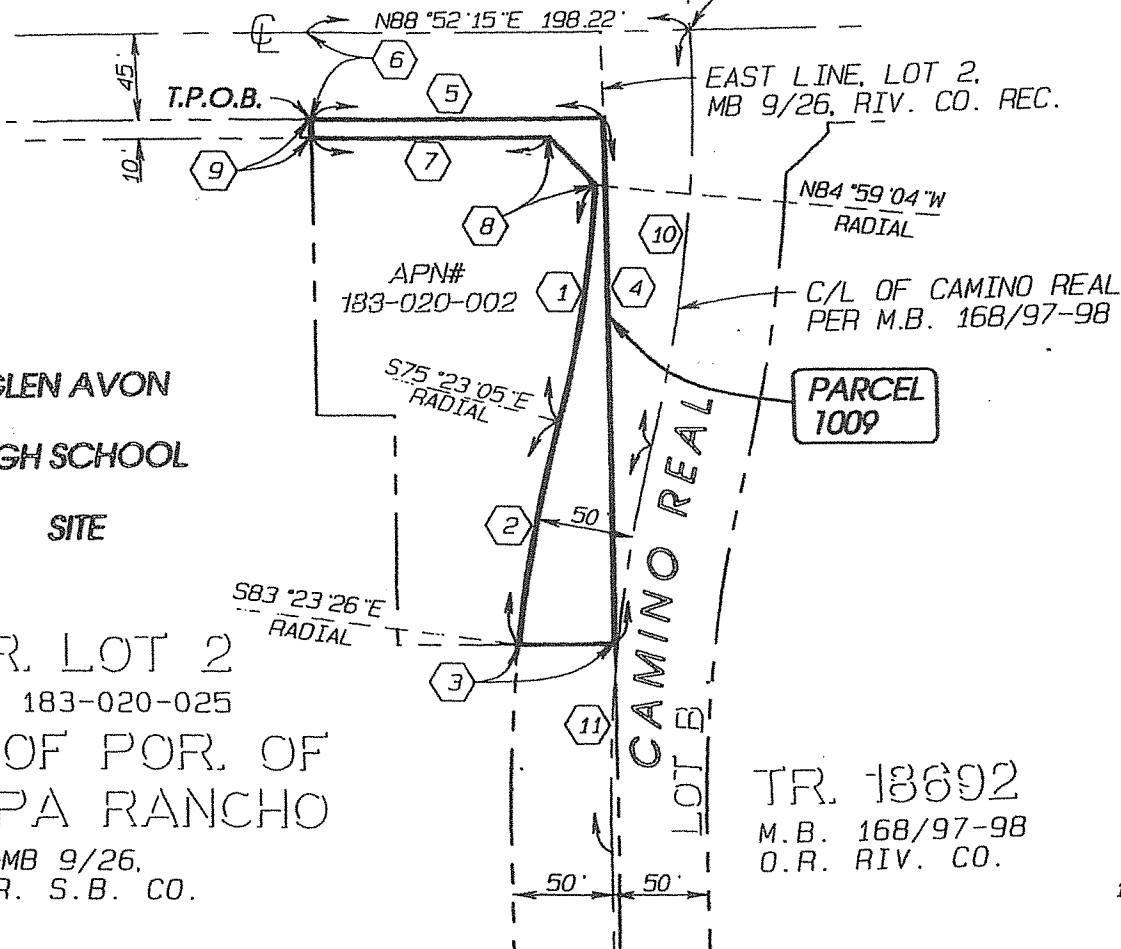 N88°52'15"E 198.22'
℄
6
45'
T.P.O.B.
5
EAST LINE, LOT 2,
MB 9/26, RIV. CO. REC.
10'
9
7
8
N84°59'04"W
RADIAL
10
APN#
183-020-002
1
4
C/L OF CAMINO REAL
PER M.B. 168/97-98
S75°23'05"E
RADIAL
PARCEL
1009
GLEN AVON
GH SCHOOL
SITE
2
50'
CAMINO REAL
S83°23'26"E
RADIAL
3
R. LOT 2
183-020-025
11
OF POR. OF
PA RANCHO
MB 9/26,
R. S.B. CO.
LOT B
TR. 18692
M.B. 168/97-98
O.R. RIV. CO.
50'
50'